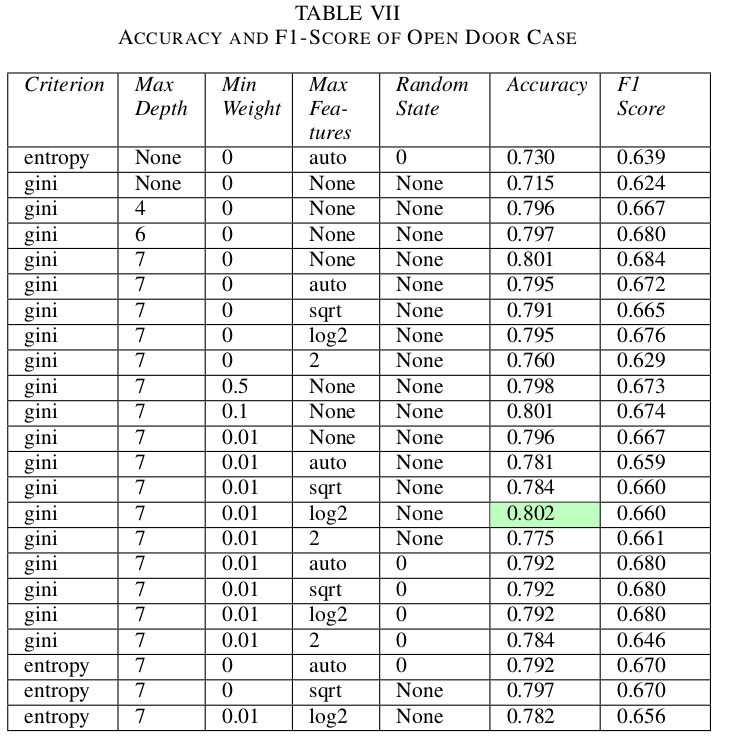 TABLE VII
ACCURACY AND F1-SCORE OF OPEN DOOR CASE
Criterion Max Depth Min Weight Max Fea-tures Random State Accuracy F1 Score
entropy None 0 auto 0 0.730 0.639
gini None 0 None None 0.715 0.624
gini 4 0 None None 0.796 0.667
gini 6 0 None None 0.797 0.680
gini 7 0 None None 0.801 0.684
gini 7 0 auto None 0.795 0.672
gini 7 0 sqrt None 0.791 0.665
gini 7 0 log2 None 0.795 0.676
gini 7 0 2 None 0.760 0.629
gini 7 0.5 None None 0.798 0.673
gini 7 0.1 None None 0.801 0.674
gini 7 0.01 None None 0.796 0.667
gini 7 0.01 auto None 0.781 0.659
gini 7 0.01 sqrt None 0.784 0.660
gini 7 0.01 log2 None 0.802 0.660
gini 7 0.01 2 None 0.775 0.661
gini 7 0.01 auto 0 0.792 0.680
gini 7 0.01 sqrt 0 0.792 0.680
gini 7 0.01 log2 0 0.792 0.680
gini 7 0.01 2 0 0.784 0.646
entropy 7 0 auto 0 0.792 0.670
entropy 7 0 sqrt None 0.797 0.670
entropy 7 0.01 log2 None 0.782 0.656